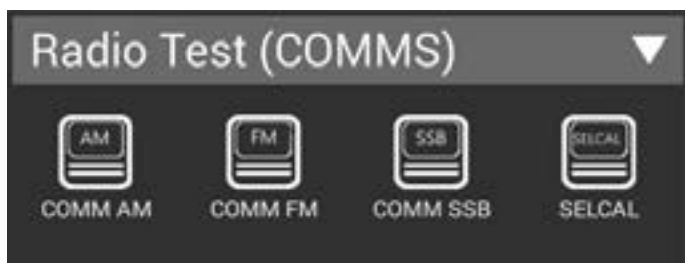 Radio Test (COMMS)
AM FM SSB SELCAL
COMM AM COMM FM COMM SSB SELCAL